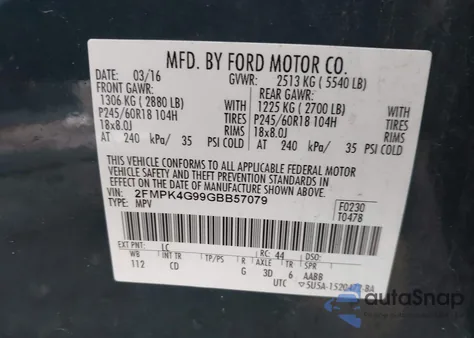 MFD. BY FORD MOTOR CO.
DATE: 03/16 GVWR: 2513 KG ( 5540 LB)
FRONT GAWR: REAR GAWR:
1306 KG ( 2880 LB) 1225 KG ( 2700 LB)
P245/60R18 104H TIRES P245/60R18 104H TIRES
18x8.0J RIMS 18x8.0J RIMS
AT 240 kPa/ 35 PSI COLD AT 240 kPa/ 35 PSI COLD
THIS VEHICLE CONFORMS TO ALL APPLICABLE FEDERAL MOTOR
VEHICLE SAFETY AND THEFT PREVENTION STANDARDS IN EFFECT
ON THE DATE OF MANUFACTURE SHOWN ABOVE.
VIN: 2FMPK4G99GBB57079 F0230
TYPE: MPV T0478
EXT PNT: LC RC: 44 DSO:
WB INT TR TP/PS R AXLE TR SPR
112 CD G 3D 6 AABB
UTC
autoSnap